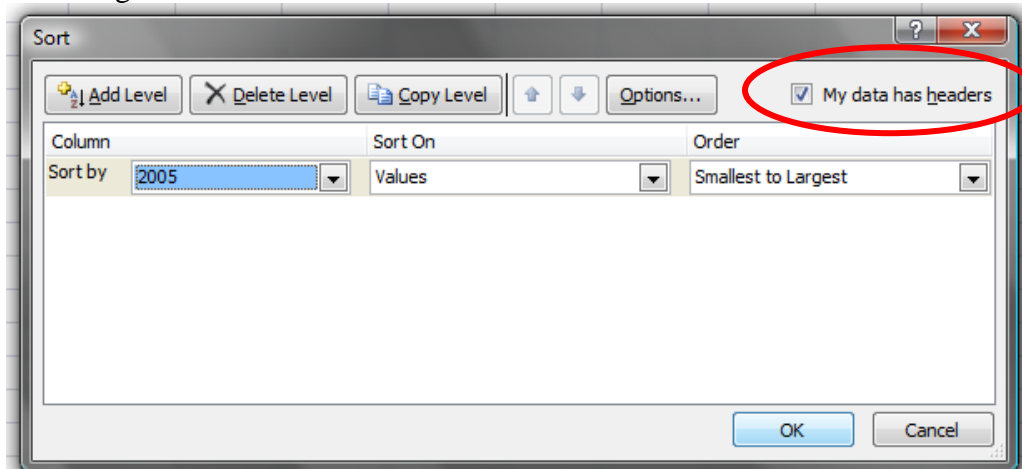 Sort
Add Level Delete Level Copy Level Options... My data has headers
Column Sort On Order
Sort by 2005 Values Smallest to Largest
OK Cancel